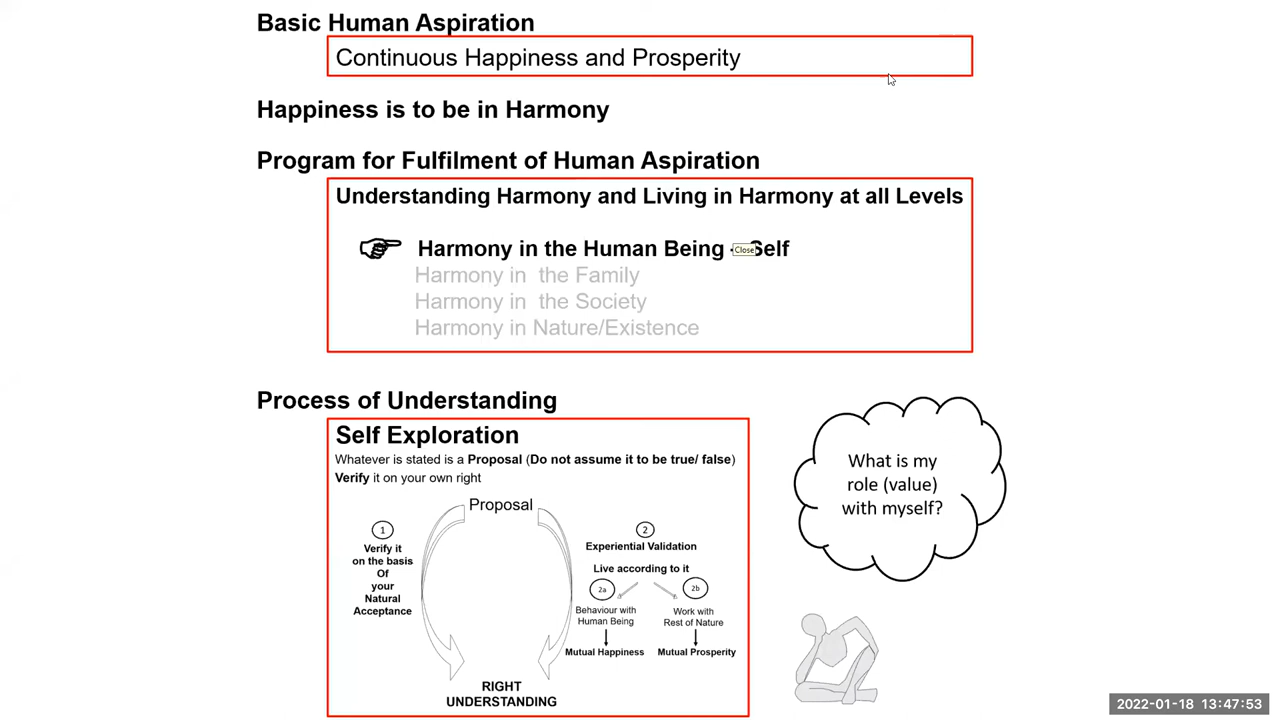 Basic Human Aspiration
Continuous Happiness and Prosperity
Happiness is to be in Harmony
Program for Fulfilment of Human Aspiration
Understanding Harmony and Living in Harmony at all Levels
Harmony in the Human Being - Self
Close
Harmony in the Family
Harmony in the Society
Harmony in Nature/Existence
Process of Understanding
Self Exploration
Whatever is stated is a Proposal (Do not assume it to be true/ false)
Verify it on your own right
Proposal
1
Verify it
on the basis
Of
your
Natural
Acceptance
2
Experiential Validation
Live according to it
2a
Behaviour with
Human Being
Mutual Happiness
2b
Work with
Rest of Nature
Mutual Prosperity
RIGHT
UNDERSTANDING
What is my
role (value)
with myself?
2022-01-18 13:47:53